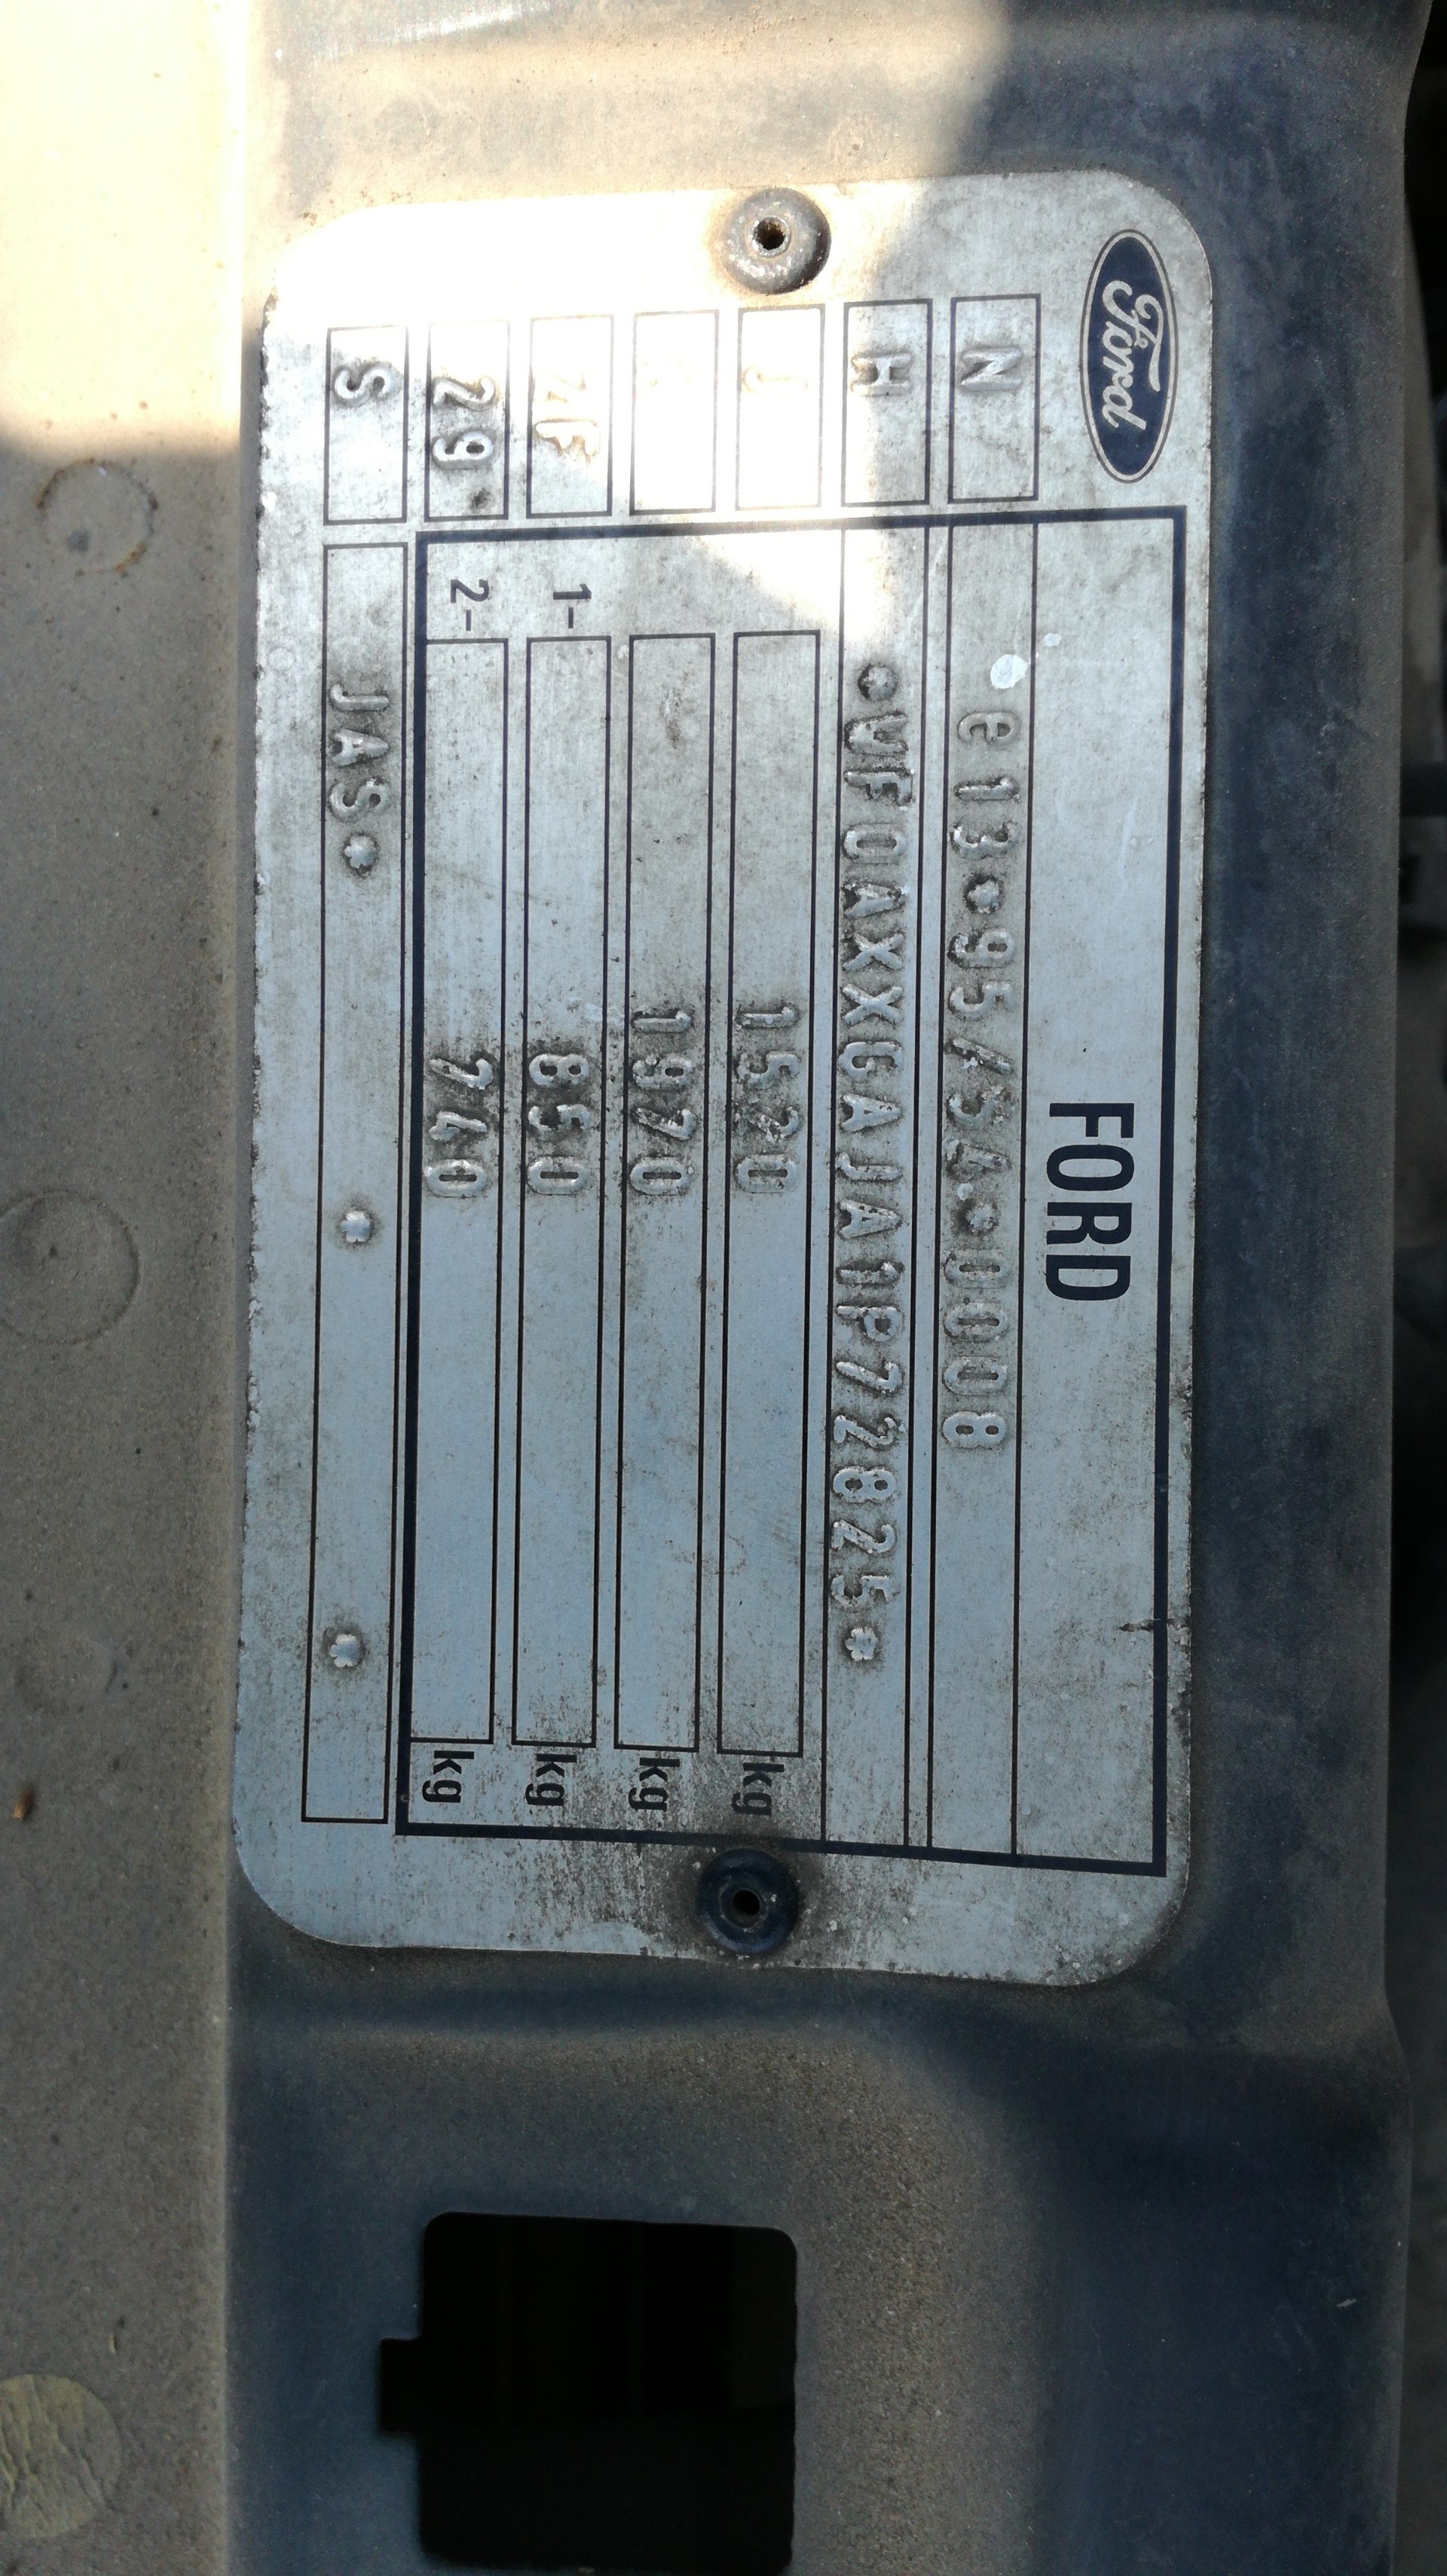 Ford
FORD
N e13*95/54*0008
H *WF0AXXGAJA1P72825*
1520 kg
1970 kg
1- 850 kg
29 2- 740 kg
S JAS* * *